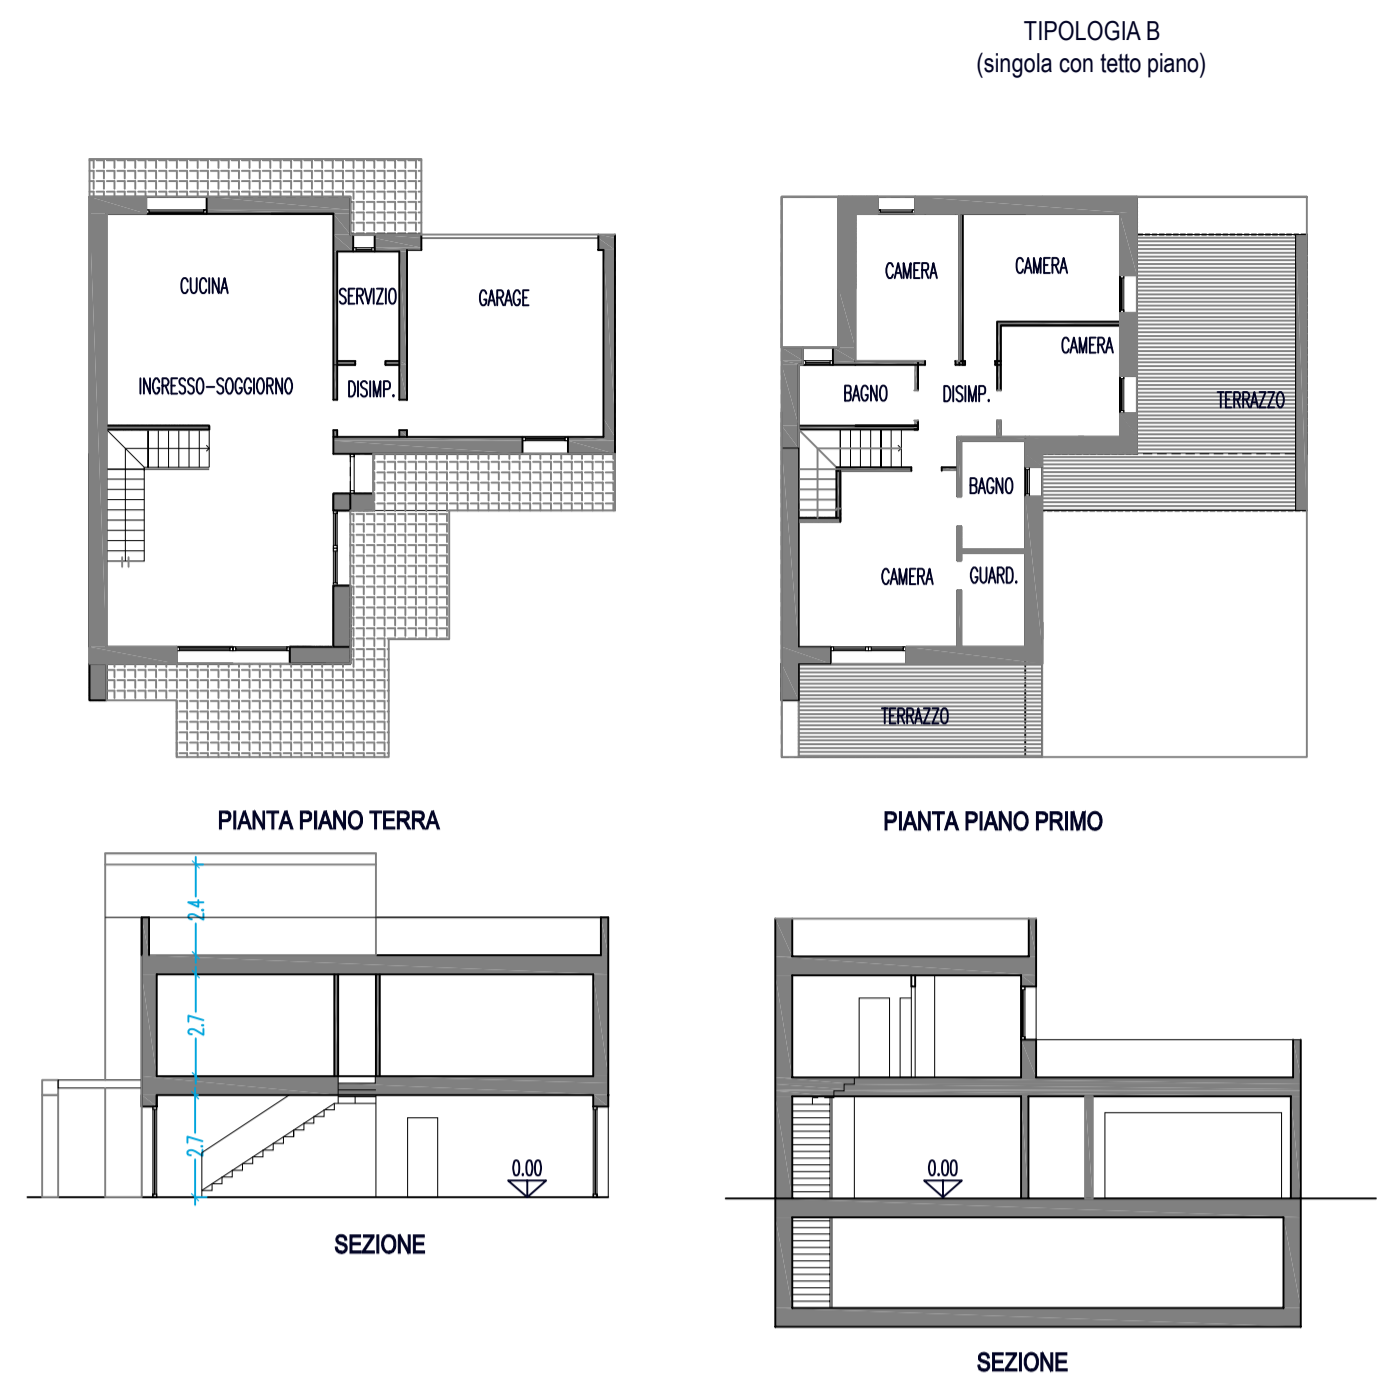 TIPOLOGIA B
(singola con tetto piano)
CUCINA
SERVIZIO
GARAGE
INGRESSO-SOGGIORNO
DISIMP.
CAMERA
CAMERA
CAMERA
BAGNO
DISIMP.
TERRAZZO
BAGNO
CAMERA
GUARD.
TERRAZZO
PIANTA PIANO TERRA
PIANTA PIANO PRIMO
2.4
2.7
2.7
0.00
SEZIONE
0.00
SEZIONE